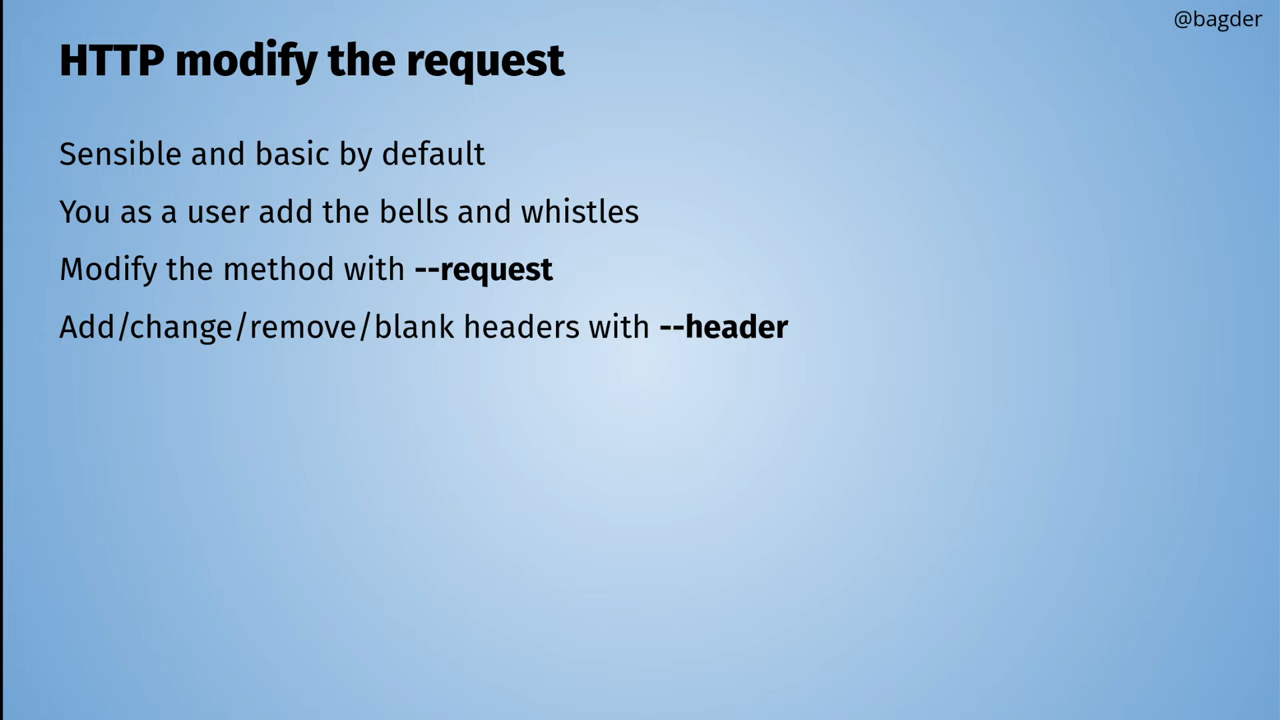 @bagder
HTTP modify the request
Sensible and basic by default
You as a user add the bells and whistles
Modify the method with --request
Add/change/remove/blank headers with --header